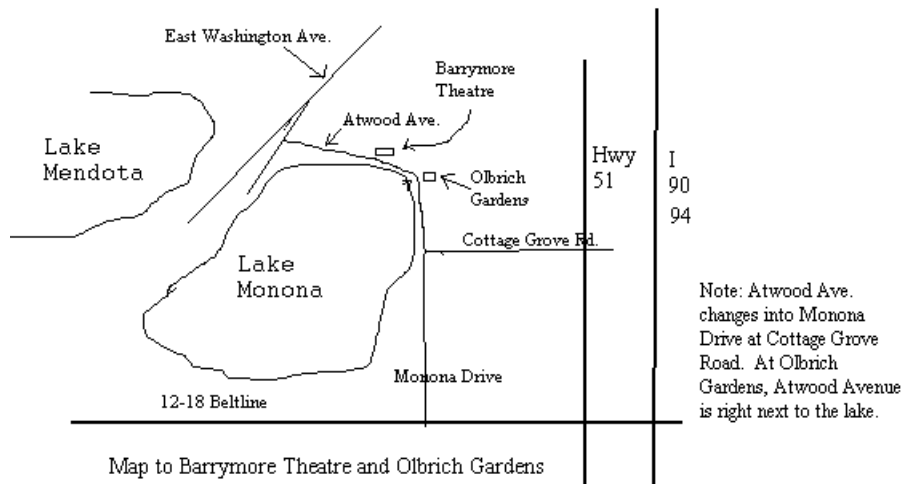 East Washington Ave.
Barrymore
Theatre
Atwood Ave.
Lake
Mendota
Hwy
51
I
90
94
Olbrich
Gardens
Cottage Grove Rd.
Lake
Monona
Note: Atwood Ave.
changes into Monona
Drive at Cottage Grove
Road. At Olbrich
Gardens, Atwood Avenue
is right next to the lake.
Monona Drive
12-18 Beltline
Map to Barrymore Theatre and Olbrich Gardens